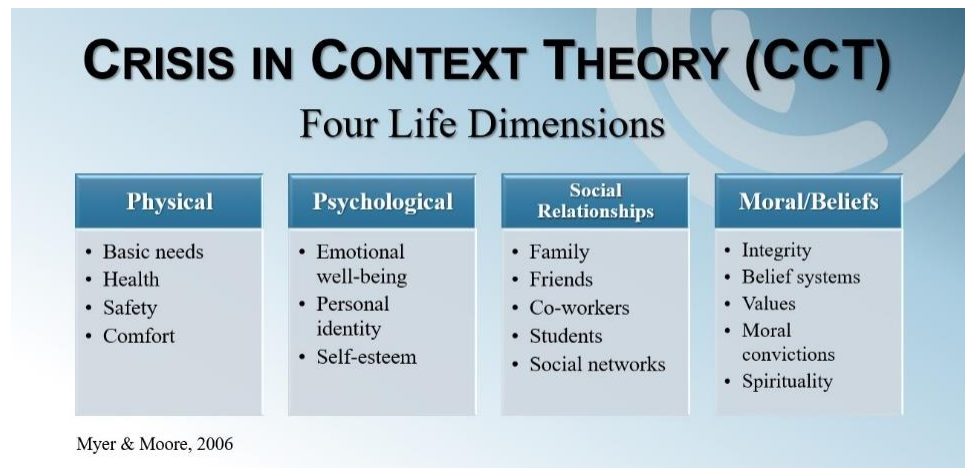 CRISIS IN CONTEXT THEORY (CCT)
Four Life Dimensions
Physical
• Basic needs
• Health
• Safety
• Comfort
Psychological
• Emotional
well-being
• Personal
identity
• Self-esteem
Social
Relationships
• Family
• Friends
• Co-workers
• Students
• Social networks
Moral/Beliefs
• Integrity
• Belief systems
• Values
• Moral
convictions
• Spirituality
Myer & Moore, 2006